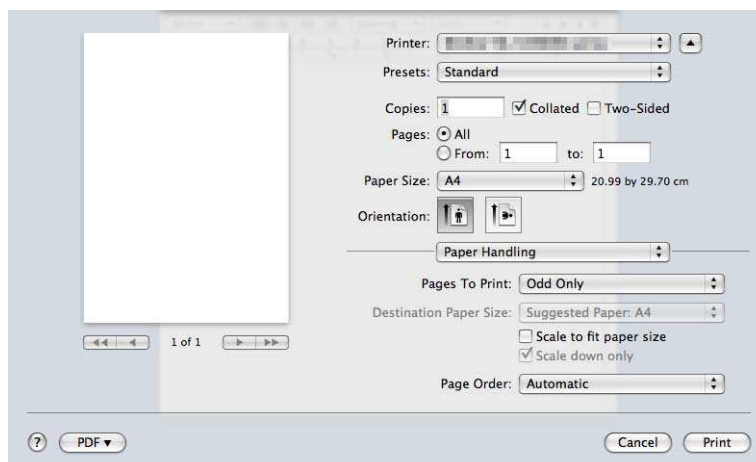 Printer:
Presets: Standard
Copies: 1 Collated Two-Sided
Pages: All
From: 1 to: 1
Paper Size: A4 20.99 by 29.70 cm
Orientation:
Paper Handling
Pages To Print: Odd Only
Destination Paper Size: Suggested Paper: A4
Scale to fit paper size
1 of 1
Scale down only
Page Order: Automatic
? PDF Cancel Print